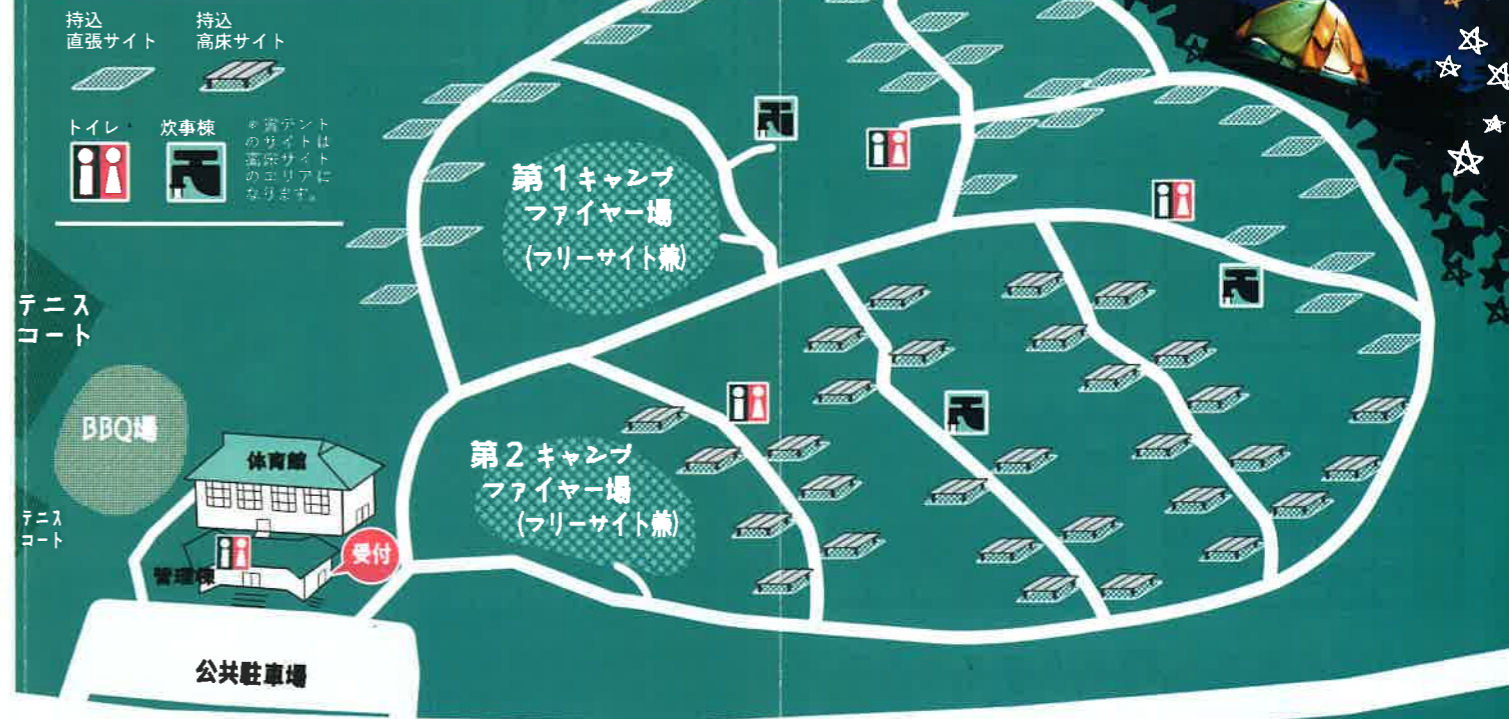 持込
直張サイト
持込
高床サイト
トイレ
炊事棟
のサイトは
高床サイト
のエリアに
なります。
第1キャンプ
ファイヤー場
(フリーサイト兼)
テニス
コート
BBQ場
体育館
第2キャンプ
ファイヤー場
(フリーサイト兼)
テニス
コート
管理棟
受付
公共駐車場